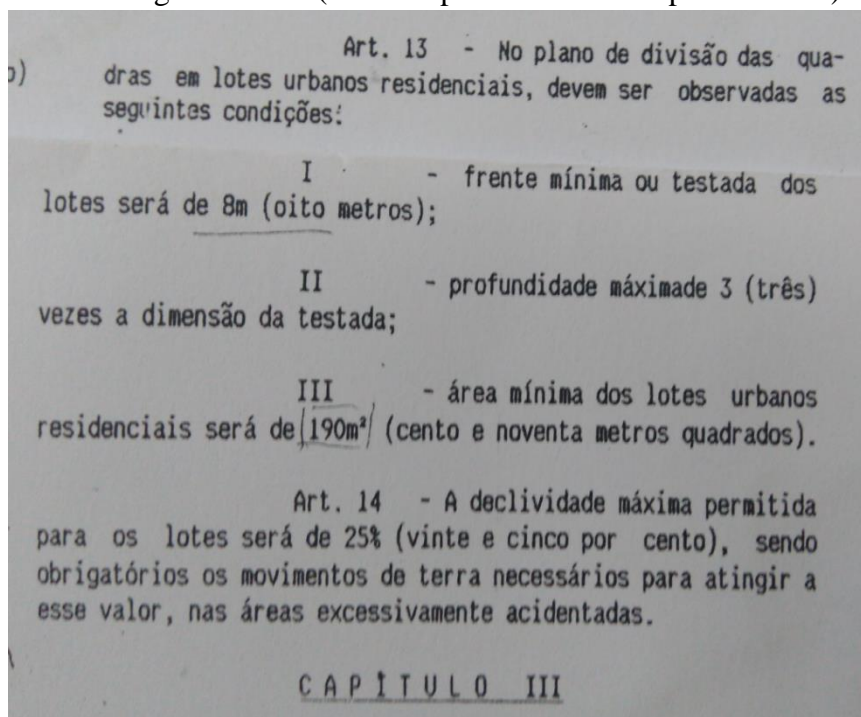 Art. 13 - No plano de divisão das qua-
dras em lotes urbanos residenciais, devem ser observadas as
seguintes condições:
I - frente mínima ou testada dos
lotes será de 8m (oito metros);
II - profundidade máximade 3 (três)
vezes a dimensão da testada;
III - área mínima dos lotes urbanos
residenciais será de 190m² (cento e noventa metros quadrados).
Art. 14 - A declividade máxima permitida
para os lotes será de 25% (vinte e cinco por cento), sendo
obrigatórios os movimentos de terra necessários para atingir a
esse valor, nas áreas excessivamente acidentadas.
CAPÍTULO III